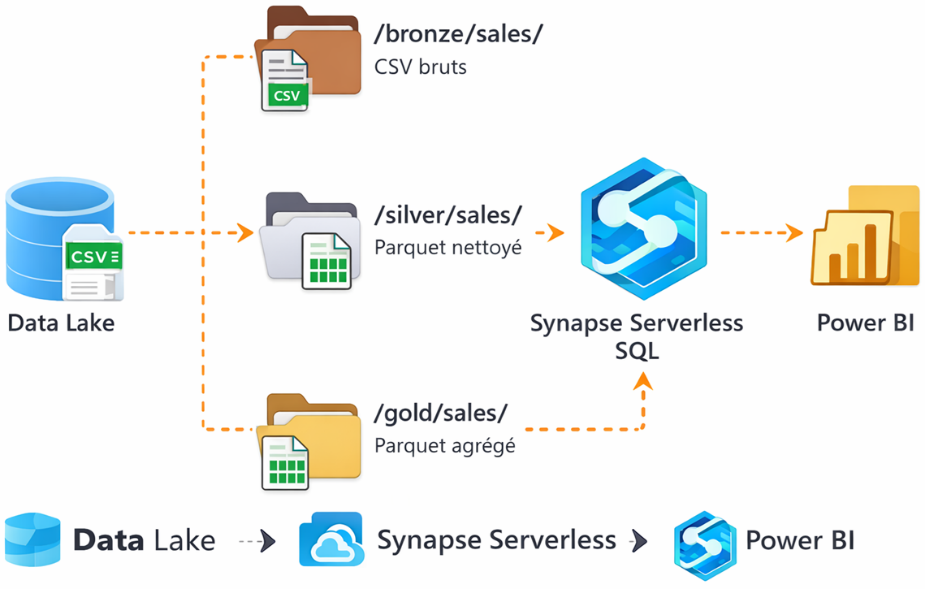 /bronze/sales/
CSV bruts
CSV
/silver/sales/
Parquet nettoyé
CSV
Data Lake
Synapse Serverless
SQL
Power BI
/gold/sales/
Parquet agrégé
Data Lake
Synapse Serverless
Power BI